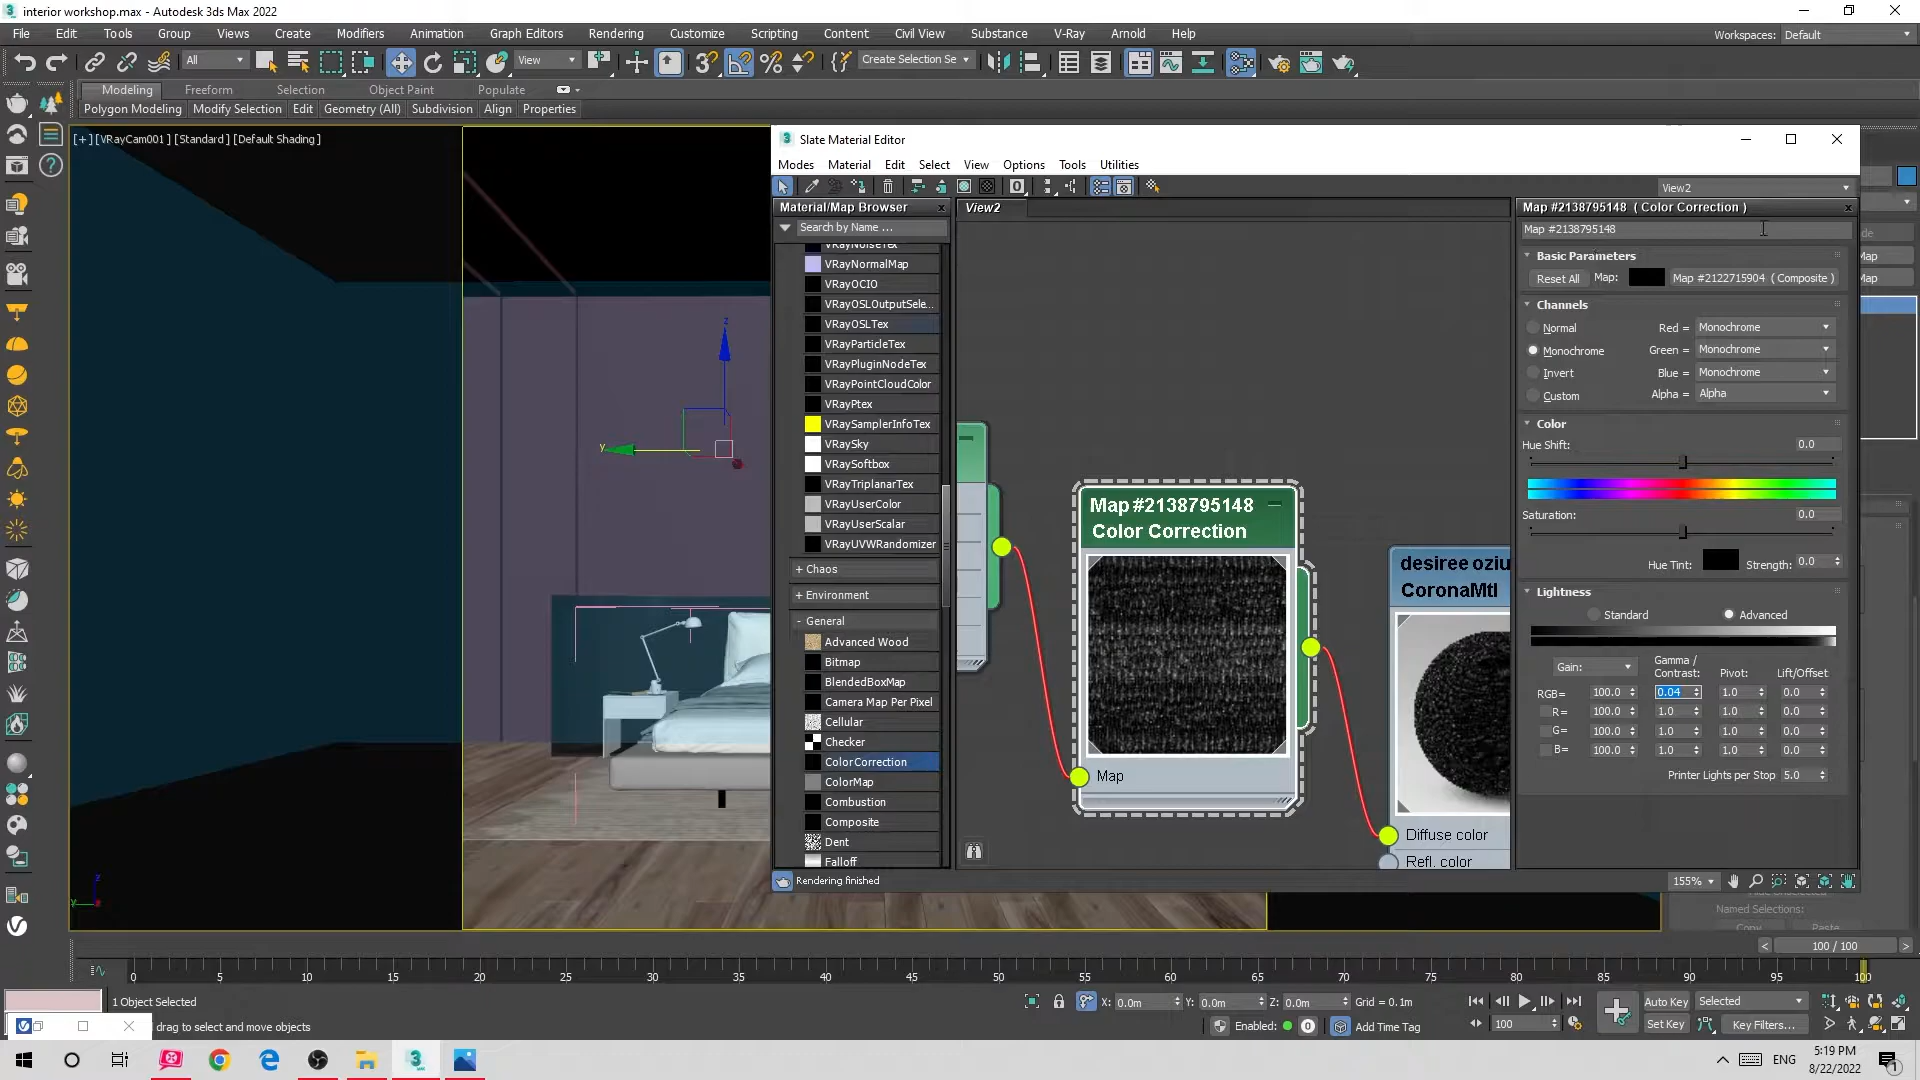 interior workshop.max - Autodesk 3ds Max 2022
File Edit Tools Group Views Create Modifiers Animation Graph Editors Rendering Customize Scripting Content Civil View Substance V-Ray Arnold Help
Workspaces: Default
All View Create Selection Se
Modeling Freeform Selection Object Paint Populate
Polygon Modeling Modify Selection Edit Geometry (All) Subdivision Align Properties
[+] [VRayCam001 ] [Standard ] [Default Shading ]
Slate Material Editor
Modes Material Edit Select View Options Tools Utilities
View2
Material/Map Browser
Search by Name ...
VRayNoiseTex
VRayNormalMap
VRayOCIO
VRayOSLOutputSele...
VRayOSLTex
VRayParticleTex
VRayPluginNodeTex
VRayPointCloudColor
VRayPtex
VRaySamplerInfoTex
VRaySky
VRaySoftbox
VRayTriplanarTex
VRayUserColor
VRayUserScalar
VRayUVWRandomizer
+ Chaos
+ Environment
- General
Advanced Wood
Bitmap
BlendedBoxMap
Camera Map Per Pixel
Cellular
Checker
ColorCorrection
ColorMap
Combustion
Composite
Dent
Falloff
View2
Map #2138795148
Color Correction
Map
desiree oziu
CoronaMtl
Diffuse color
Refl. color
Map #2138795148 ( Color Correction )
Map #2138795148
Basic Parameters
Reset All Map: Map #2122715904 ( Composite )
Channels
Normal Red = Monochrome
Monochrome Green = Monochrome
Invert Blue = Monochrome
Custom Alpha = Alpha
Color
Hue Shift: 0.0
Saturation: 0.0
Hue Tint: Strength: 0.0
Lightness
Standard Advanced
Gain: Gamma / Contrast: Pivot: Lift/Offset
RGB= 100.0 0.04 1.0 0.0
R= 100.0 1.0 1.0 0.0
G= 100.0 1.0 1.0 0.0
B= 100.0 1.0 1.0 0.0
Printer Lights per Stop 5.0
Rendering finished
155%
Named Selections:
Copy Paste
100 / 100
0 5 10 15 20 25 30 35 40 45 50 55 60 65 70 75 80 85 90 95 100
1 Object Selected
X: 0.0m Y: 0.0m Z: 0.0m Grid = 0.1m
Auto Key Selected
drag to select and move objects
Enabled: 0 Add Time Tag
100
Set Key Key Filters...
ENG
5:19 PM
8/22/2022